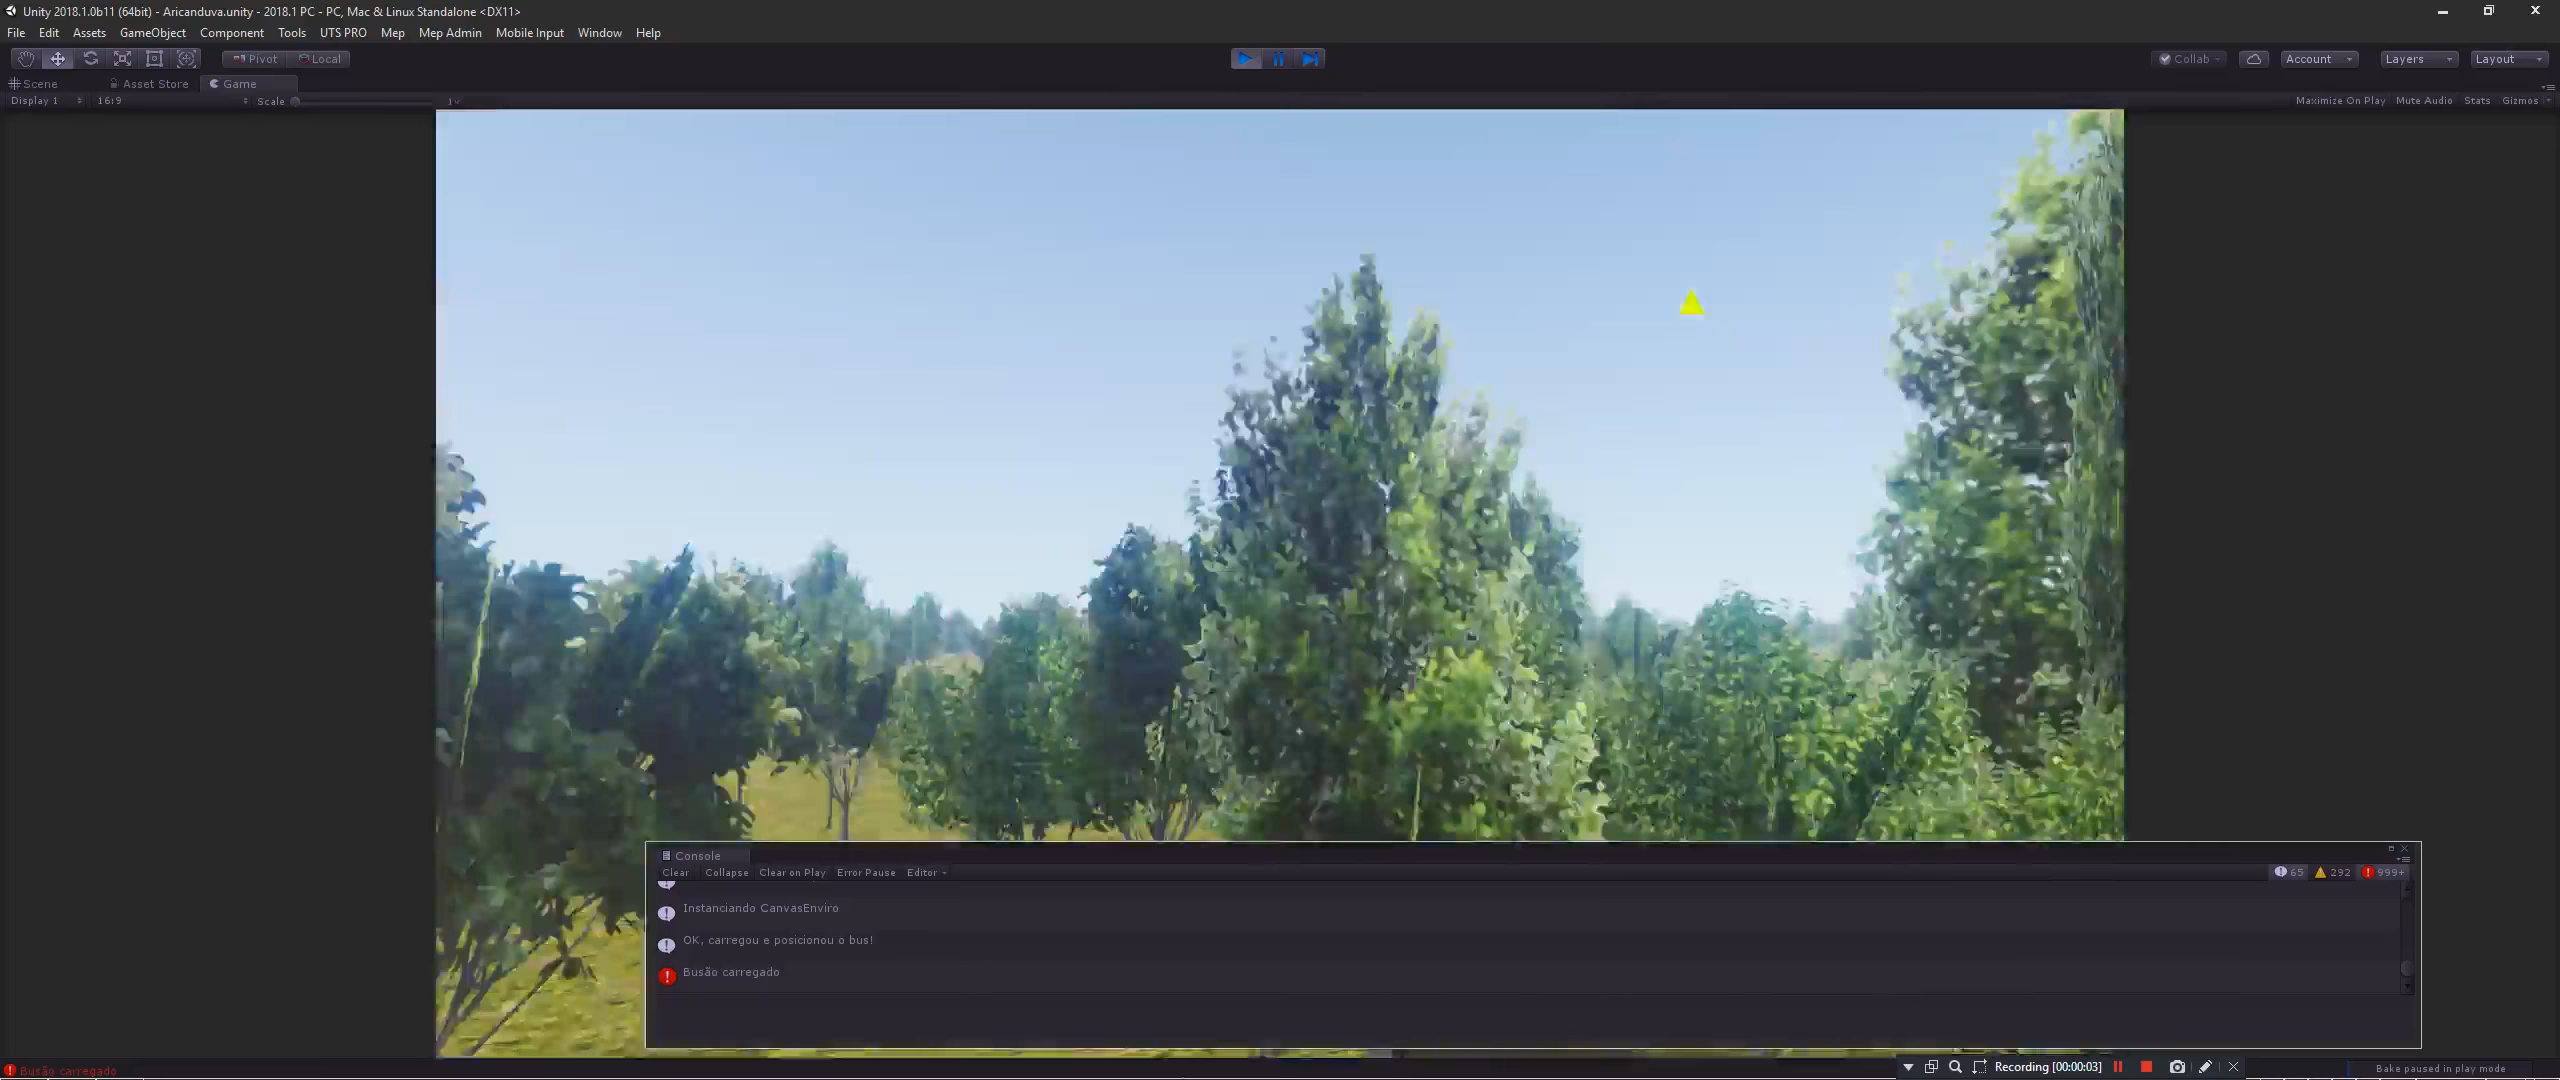 Unity 2018.1.0b11 (64bit) - Aricanduva.unity - 2018.1 PC - PC, Mac & Linux Standalone <DX11>
File Edit Assets GameObject Component Tools UTS PRO Mep Mep Admin Mobile Input Window Help
Pivot Local Collab Account Layers Layout
Scene Asset Store Game
Display 1 16:9 Scale 1 Maximize On Play Mute Audio Stats Gizmos
Console
Clear Collapse Clear on Play Error Pause Editor 65 292 999+
Instanciando CanvasEnviro
OK, carregou e posicionou o bus!
Busão carregado
Busão carregado Recording [00:00:03] Bake paused in play mode